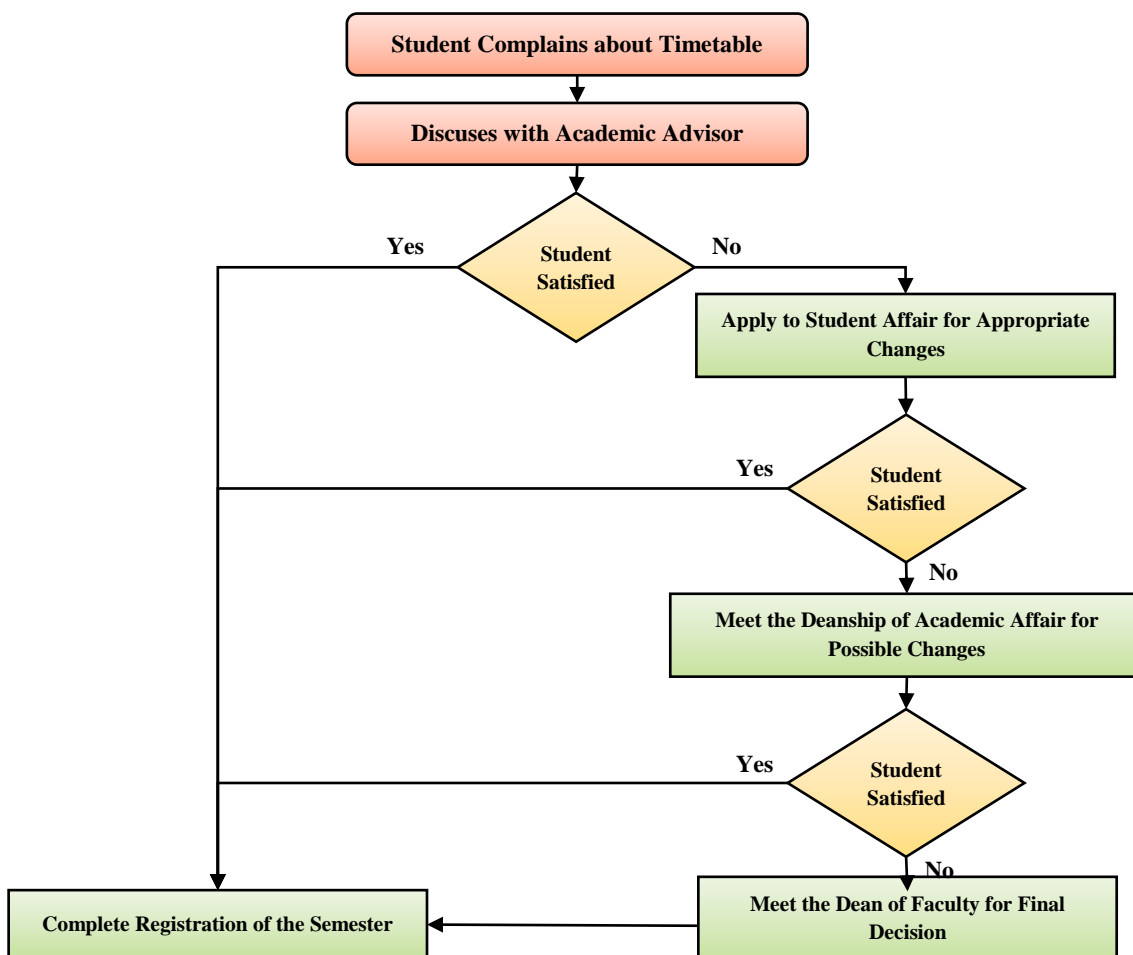 Student Complains about Timetable
Discuses with Academic Advisor
Yes
Student
Satisfied
No
Apply to Student Affair for Appropriate
Changes
Yes
Student
Satisfied
No
Meet the Deanship of Academic Affair for
Possible Changes
Yes
Student
Satisfied
No
Complete Registration of the Semester
Meet the Dean of Faculty for Final
Decision